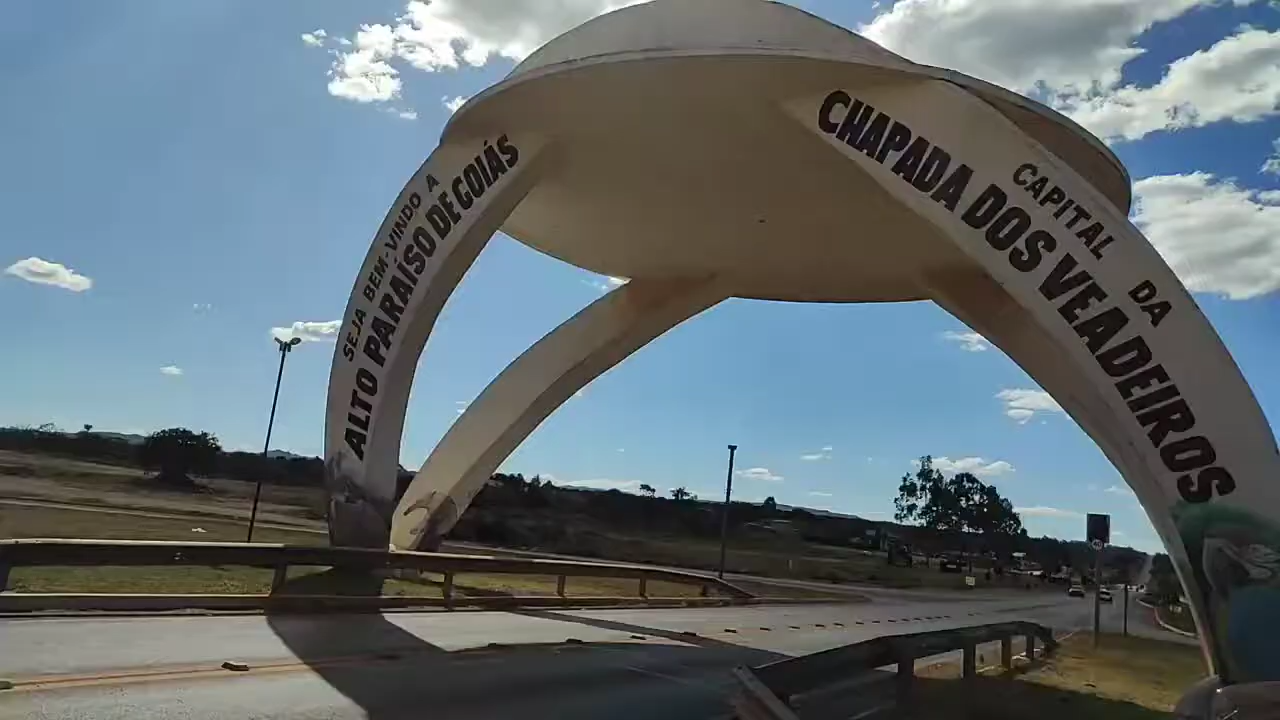 SEJA BEM-VINDO A
ALTO PARAÍSO DE GOIÁS
CAPITAL DA
CHAPADA DOS VEADEIROS